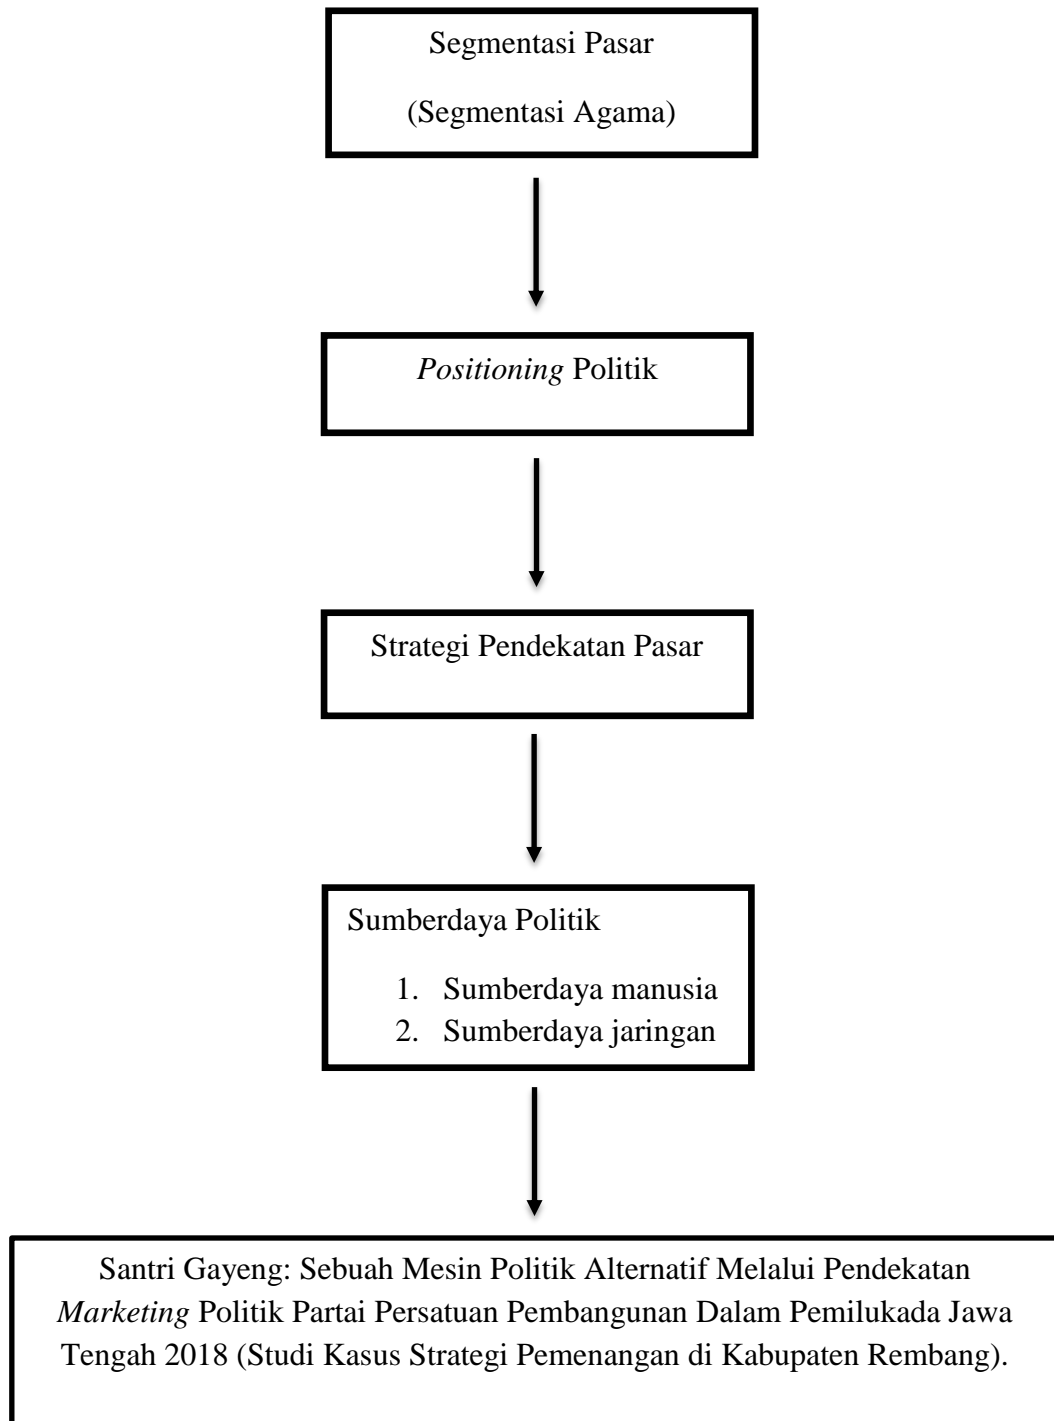 Segmentasi Pasar
(Segmentasi Agama)
Positioning Politik
Strategi Pendekatan Pasar
Sumberdaya Politik
1. Sumberdaya manusia
2. Sumberdaya jaringan
Santri Gayeng: Sebuah Mesin Politik Alternatif Melalui Pendekatan
Marketing Politik Partai Persatuan Pembangunan Dalam Pemilukada Jawa
Tengah 2018 (Studi Kasus Strategi Pemenangan di Kabupaten Rembang).